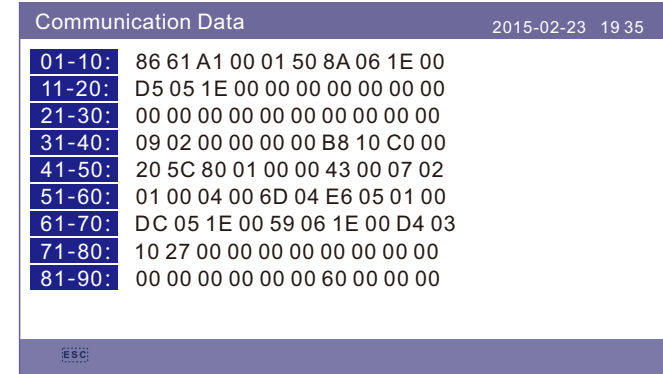 Communication Data 2015-02-23 19 35
01-10: 86 61 A1 00 01 50 8A 06 1E 00
11-20: D5 05 1E 00 00 00 00 00 00 00
21-30: 00 00 00 00 00 00 00 00 00 00
31-40: 09 02 00 00 00 00 B8 10 C0 00
41-50: 20 5C 80 01 00 00 43 00 07 02
51-60: 01 00 04 00 6D 04 E6 05 01 00
61-70: DC 05 1E 00 59 06 1E 00 D4 03
71-80: 10 27 00 00 00 00 00 00 00 00
81-90: 00 00 00 00 00 00 60 00 00 00
ESC